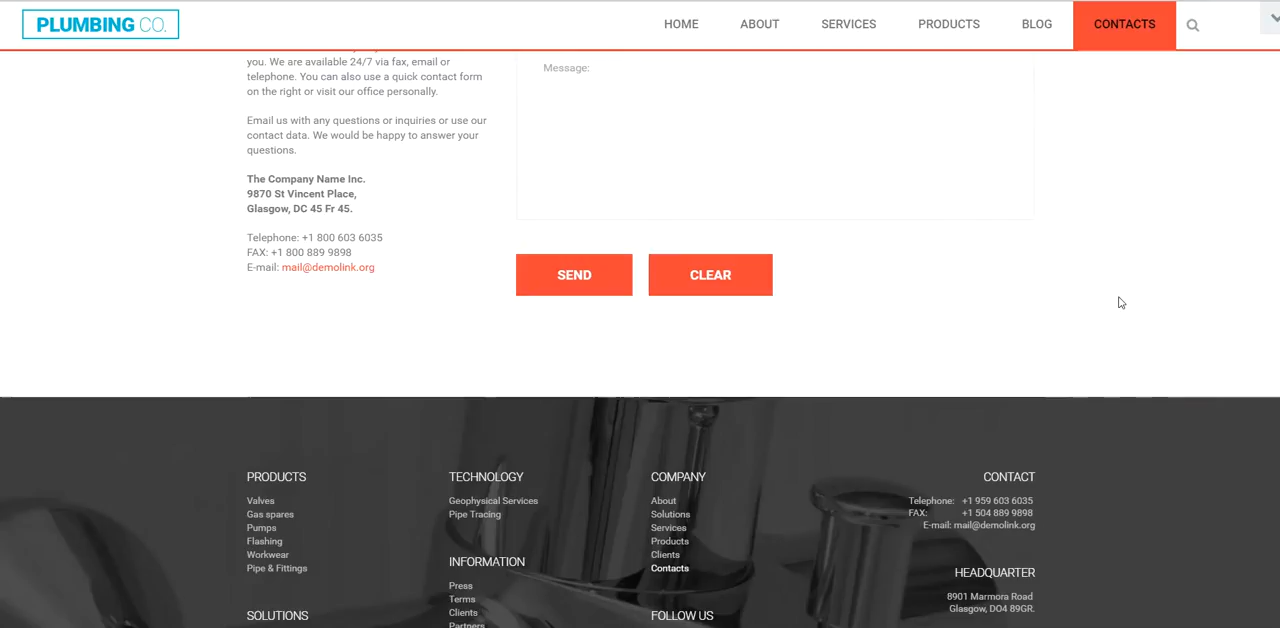 PLUMBING CO.
HOME ABOUT SERVICES PRODUCTS BLOG CONTACTS
you. We are available 24/7 via fax, email or
telephone. You can also use a quick contact form
on the right or visit our office personally.
Email us with any questions or inquiries or use our
contact data. We would be happy to answer your
questions.
The Company Name Inc.
9870 St Vincent Place,
Glasgow, DC 45 Fr 45.
Telephone: +1 800 603 6035
FAX: +1 800 889 9898
E-mail: mail@demolink.org
Message:
SEND CLEAR
PRODUCTS
Valves
Gas spares
Pumps
Flashing
Workwear
Pipe & Fittings
SOLUTIONS
TECHNOLOGY
Geophysical Services
Pipe Tracing
INFORMATION
Press
Terms
Clients
Partners
COMPANY
About
Solutions
Services
Products
Clients
Contacts
FOLLOW US
CONTACT
Telephone: +1 959 603 6035
FAX: +1 504 889 9898
E-mail: mail@demolink.org
HEADQUARTER
8901 Marmora Road
Glasgow, DO4 89GR.